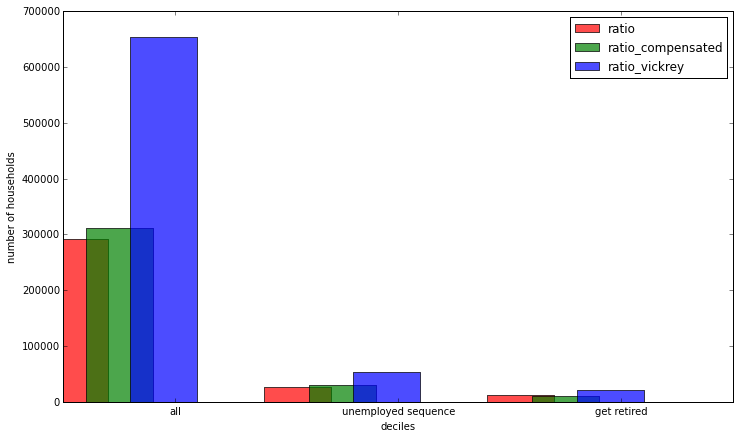 700000
600000
500000
400000
300000
200000
100000
0
number of households
ratio
ratio_compensated
ratio_vickrey
all
unemployed sequence
get retired
deciles